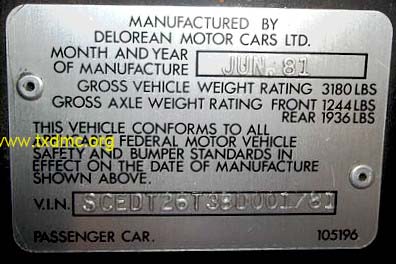 MANUFACTURED BY
DELOREAN MOTOR CARS LTD.
MONTH AND YEAR
OF MANUFACTURE JUN. 81
GROSS VEHICLE WEIGHT RATING 3180 LBS
GROSS AXLE WEIGHT RATING FRONT 1244 LBS
REAR 1936 LBS
THIS VEHICLE CONFORMS TO ALL
www.txdmc.org
FEDERAL MOTOR VEHICLE
SAFETY AND BUMPER STANDARDS IN
EFFECT ON THE DATE OF MANUFACTURE
SHOWN ABOVE.
V.I.N. SCEDT26T3BD001781
PASSENGER CAR. 105196